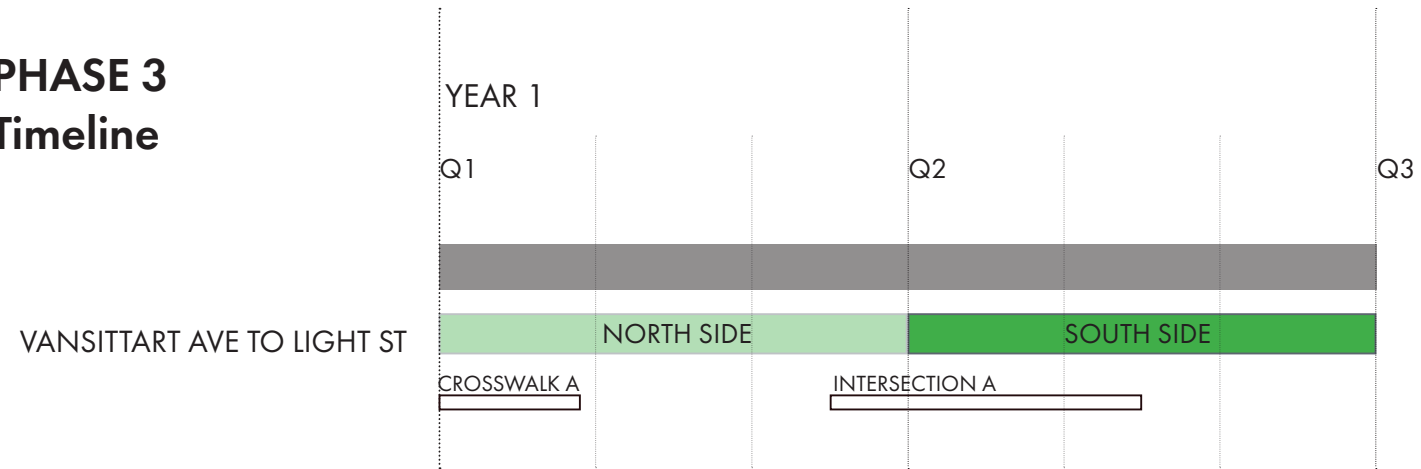 PHASE 3
Timeline
YEAR 1
Q1
Q2
Q3
VANSITTART AVE TO LIGHT ST
NORTH SIDE
SOUTH SIDE
CROSSWALK A
INTERSECTION A